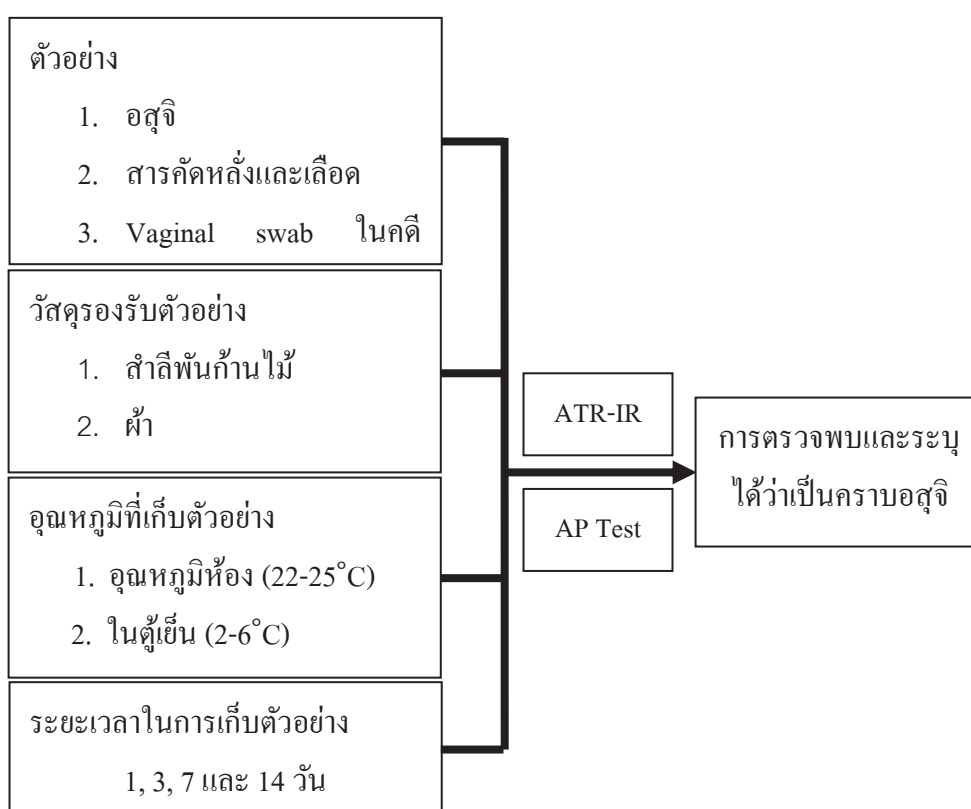 ตัวอย่าง
1. อสุจิ
2. สารคัดหลั่งและเลือด
3. Vaginal swab ในคดี
วัสดุรองรับตัวอย่าง
1. สำลีพันก้านไม้
2. ผ้า
อุณหภูมิที่เก็บตัวอย่าง
1. อุณหภูมิห้อง (22-25°C)
2. ในตู้เย็น (2-6°C)
ระยะเวลาในการเก็บตัวอย่าง
1, 3, 7 และ 14 วัน
ATR-IR
AP Test
การตรวจพบและระบุ
ได้ว่าเป็นคราบอสุจิ